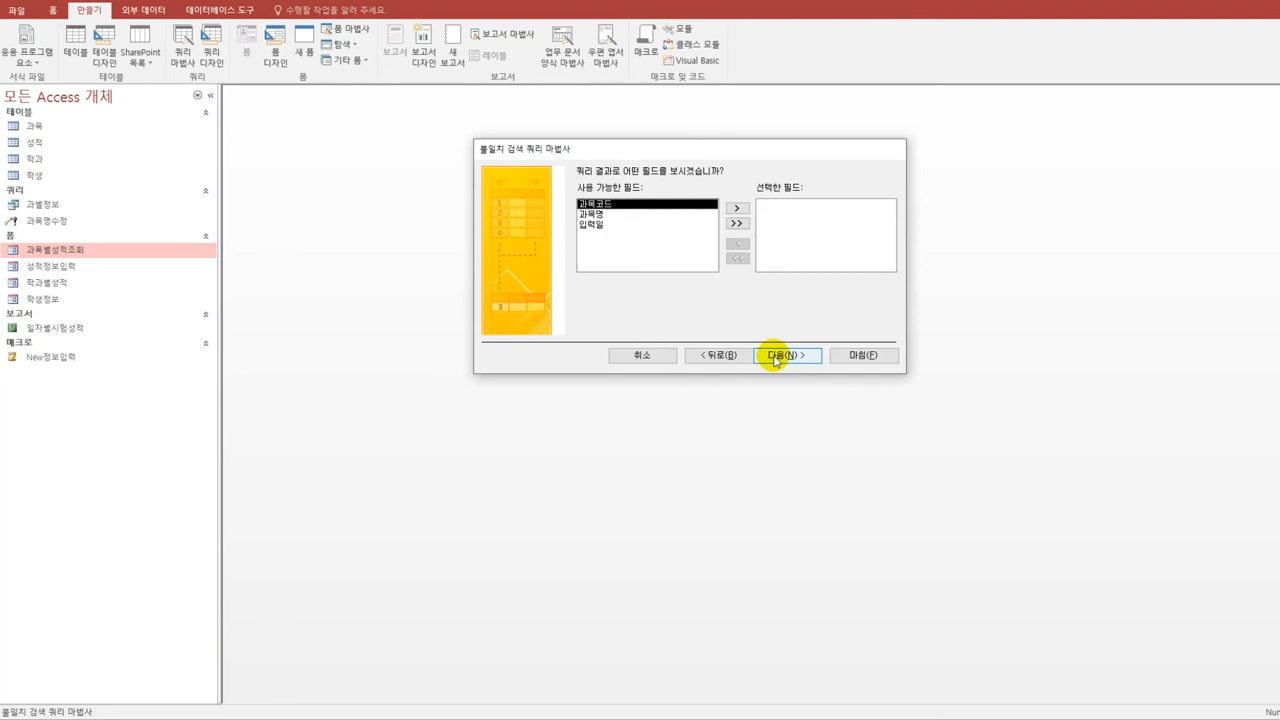 파일 홈 만들기 외부 데이터 데이터베이스 도구 수행할 작업을 알려 주세요.
응용 프로그램 요소
테이블
테이블 디자인
SharePoint 목록
쿼리 마법사
쿼리 디자인
폼
폼 디자인
새 폼
폼 마법사
탐색
기타 폼
보고서
보고서 디자인
새 보고서
보고서 마법사
레이블
업무 문서 양식 마법사
우편 엽서 마법사
매크로
모듈
클래스 모듈
Visual Basic
서식 파일 테이블 쿼리 폼 보고서 매크로 및 코드
모든 Access 개체
테이블
과목
성적
학과
학생
쿼리
과별정보
과목명수정
폼
과목별성적조회
성적정보입력
학과별성적
학생정보
보고서
일자별시험성적
매크로
New정보입력
불일치 검색 쿼리 마법사
쿼리 결과로 어떤 필드를 보시겠습니까?
사용 가능한 필드: 선택한 필드:
과목코드
과목명
입력일
>
>>
<
<<
1
2
3
4
3
취소 < 뒤로(B) 다음(N) > 마침(F)
불일치 검색 쿼리 마법사 Nur